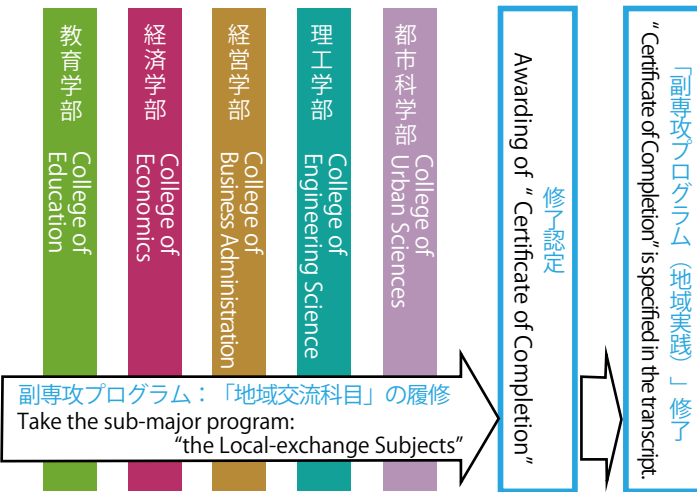 教育学部
College of
Education
経済学部
College of
Economics
経営学部
College of
Business Administration
理工学部
College of
Engineering Science
都市科学部
College of
Urban Sciences
副専攻プログラム：「地域交流科目」の履修
Take the sub-major program:
“the Local-exchange Subjects”
修了認定
Awarding of “ Certificate of Completion”
「副専攻プログラム（地域実践）」修了
“ Certificate of Completion” is specified in the transcript.